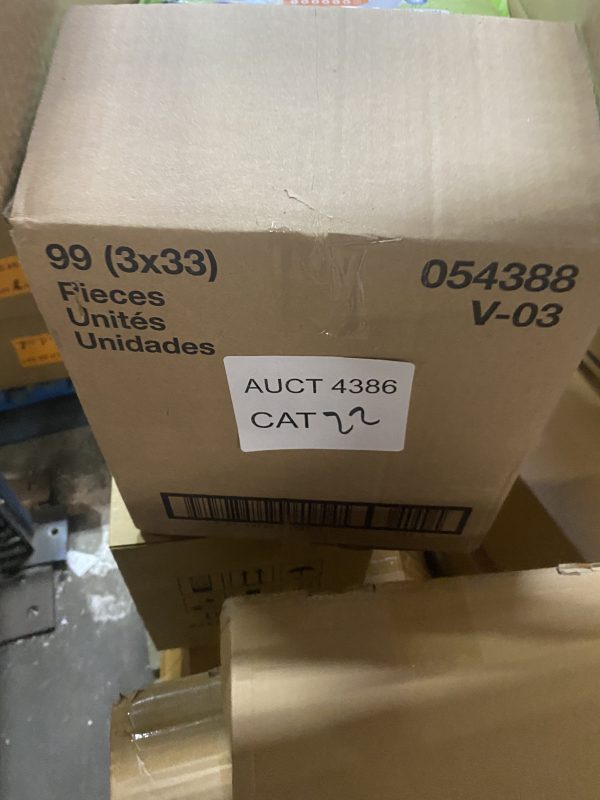 99 (3x33)
Pieces
Unités
Unidades
054388
V-03
AUCT 4386
CAT 22